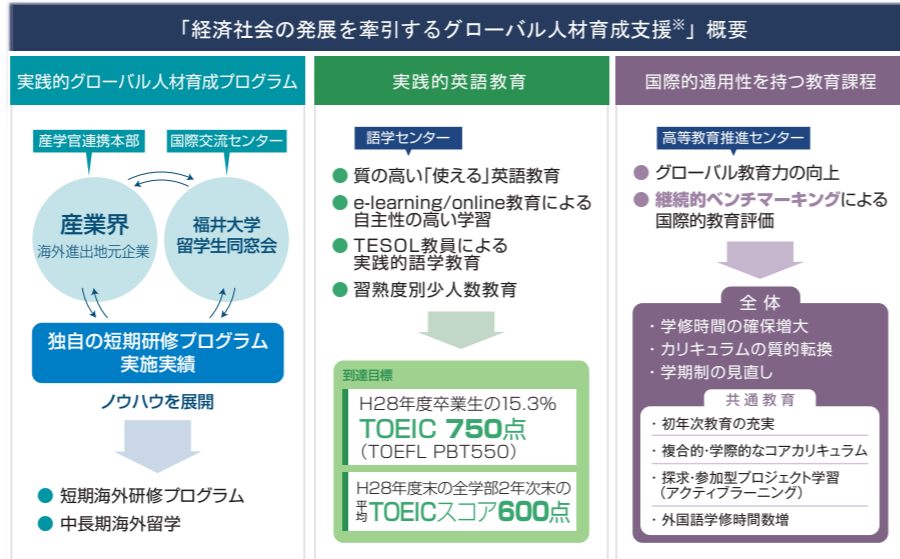 「経済社会の発展を牽引するグローバル人材育成支援※」概要
実践的グローバル人材育成プログラム
産学官連携本部
国際交流センター
産業界
海外進出地元企業
福井大学
留学生同窓会
独自の短期研修プログラム
実施実績
ノウハウを展開
● 短期海外研修プログラム
● 中長期海外留学
実践的英語教育
語学センター
● 質の高い「使える」英語教育
● e-learning/online教育による
自主性の高い学習
● TESOL教員による
実践的語学教育
● 習熟度別少人数教育
到達目標
H28年度卒業生の15.3%
TOEIC 750点
(TOEFL PBT550)
H28年度末の全学部2年次末の
平均TOEICスコア600点
国際的通用性を持つ教育課程
高等教育推進センター
● グローバル教育力の向上
● 継続的ベンチマーキングによる
国際的教育評価
全体
・学修時間の確保増大
・カリキュラムの質的転換
・学期制の見直し
共通教育
・初年次教育の充実
・複合的・学際的なコアカリキュラム
・探求・参加型プロジェクト学習
(アクティブラーニング)
・外国語学修時間数増